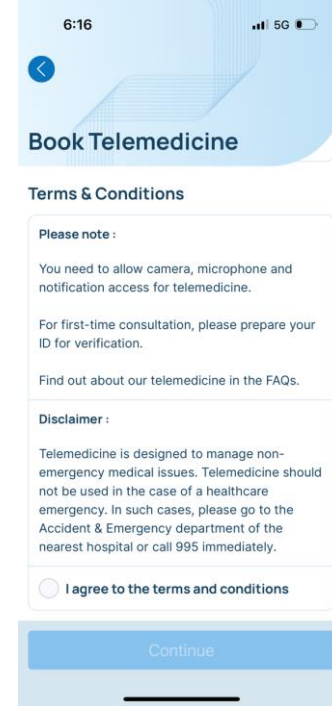 6:16
5G
Book Telemedicine
Terms & Conditions
Please note :
You need to allow camera, microphone and
notification access for telemedicine.
For first-time consultation, please prepare your
ID for verification.
Find out about our telemedicine in the FAQs.
Disclaimer :
Telemedicine is designed to manage non-
emergency medical issues. Telemedicine should
not be used in the case of a healthcare
emergency. In such cases, please go to the
Accident & Emergency department of the
nearest hospital or call 995 immediately.
I agree to the terms and conditions
Continue